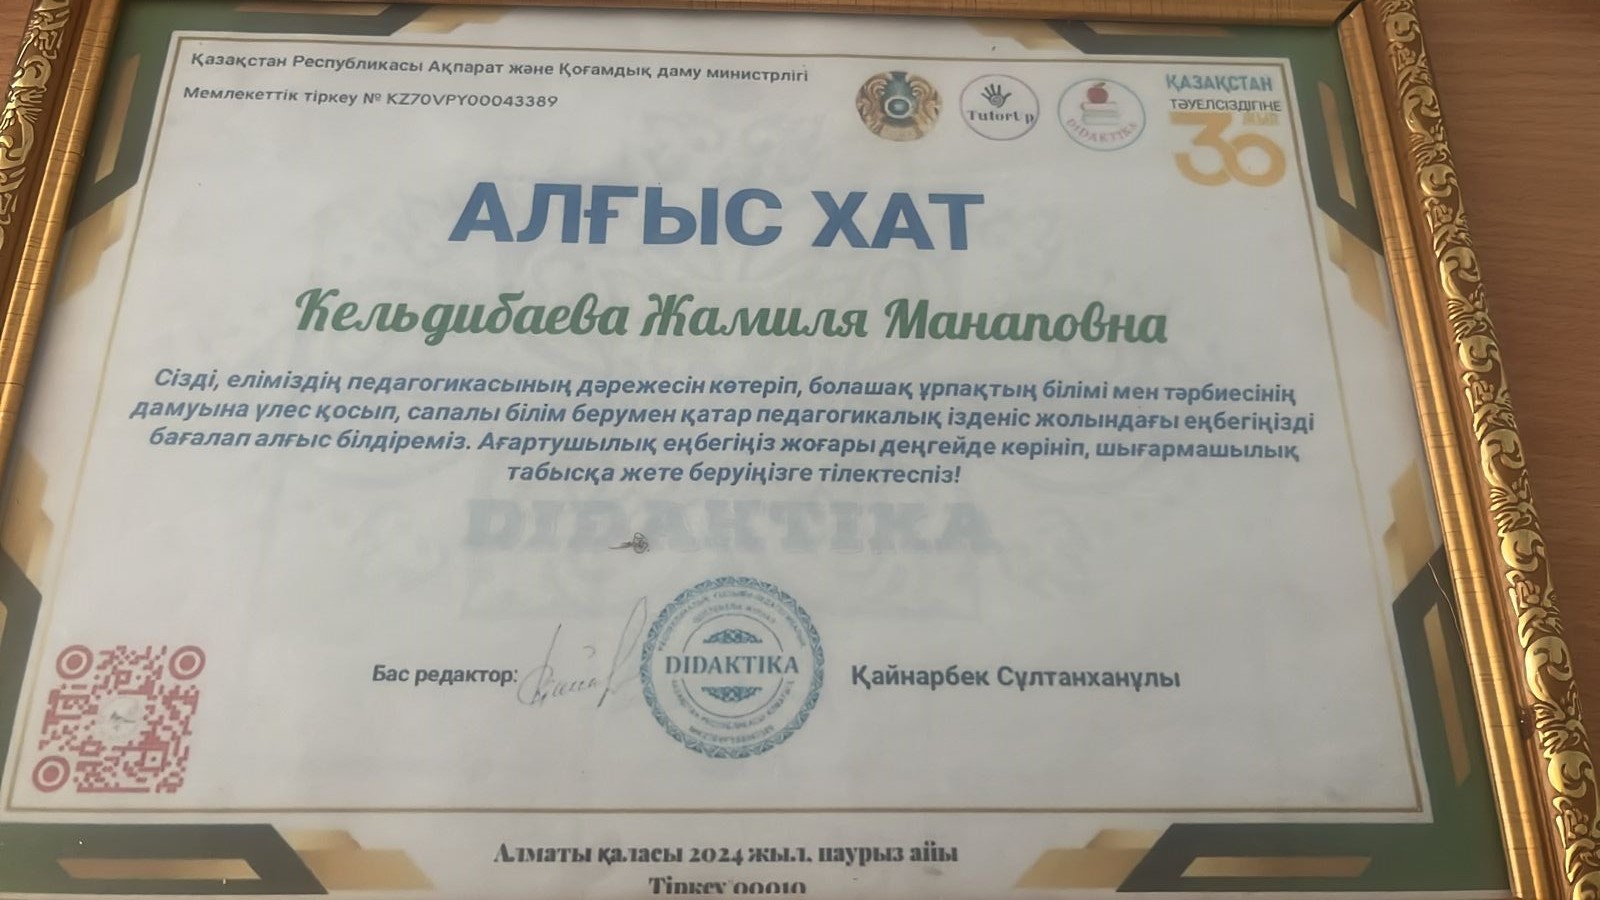 Қазақстан Республикасы Ақпарат және Қоғамдық даму министрлігі
Мемлекеттік тіркеу № KZ70VPY00043389
TutorUp
DIDAKTIKA
ҚАЗАҚСТАН
ТӘУЕЛСІЗДІГІНЕ
30 ЖЫЛ
АЛҒЫС ХАТ
Кельдибаева Жамиля Манаповна
Сізді, еліміздің педагогикасының дәрежесін көтеріп, болашақ ұрпақтың білімі мен тәрбиесінің
дамуына үлес қосып, сапалы білім берумен қатар педагогикалық ізденіс жолындағы еңбегіңізді
бағалап алғыс білдіреміз. Ағартушылық еңбегіңіз жоғары деңгейде көрініп, шығармашылық
табысқа жете беруіңізге тілектеспіз!
DIDAKTIKA
Бас редактор:
DIDAKTIKA
Қайнарбек Сұлтанханұлы
Алматы қаласы 2024 жыл, наурыз айы
Тіркеу 00010